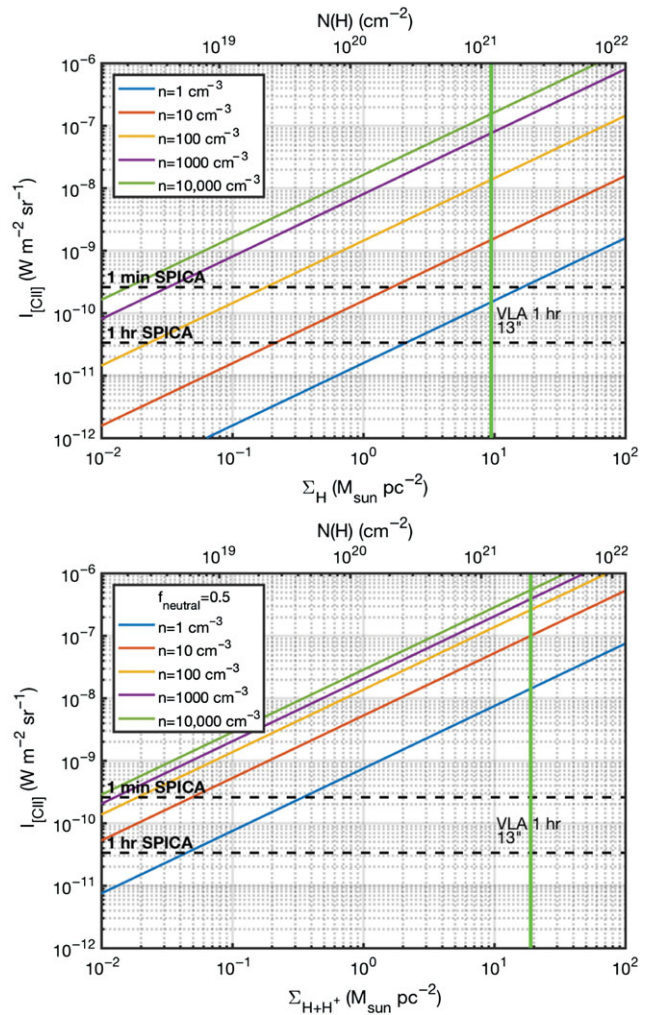 N(H) (cm⁻²)
10¹⁹ 10²⁰ 10²¹ 10²²
10⁻⁶
n=1 cm⁻³
n=10 cm⁻³
n=100 cm⁻³
n=1000 cm⁻³
n=10,000 cm⁻³
10⁻⁷
10⁻⁸
10⁻⁹
1 min SPICA
10⁻¹⁰
VLA 1 hr
13"
1 hr SPICA
10⁻¹¹
10⁻¹²
I[CII] (W m⁻² sr⁻¹)
10⁻² 10⁻¹ 10⁰ 10¹ 10²
Σ_H (M_sun pc⁻²)
N(H) (cm⁻²)
10¹⁹ 10²⁰ 10²¹ 10²²
10⁻⁶
f_neutral=0.5
n=1 cm⁻³
n=10 cm⁻³
n=100 cm⁻³
n=1000 cm⁻³
n=10,000 cm⁻³
10⁻⁷
10⁻⁸
10⁻⁹
1 min SPICA
10⁻¹⁰
VLA 1 hr
13"
1 hr SPICA
10⁻¹¹
10⁻¹²
I[CII] (W m⁻² sr⁻¹)
10⁻² 10⁻¹ 10⁰ 10¹ 10²
Σ_H+H⁺ (M_sun pc⁻²)